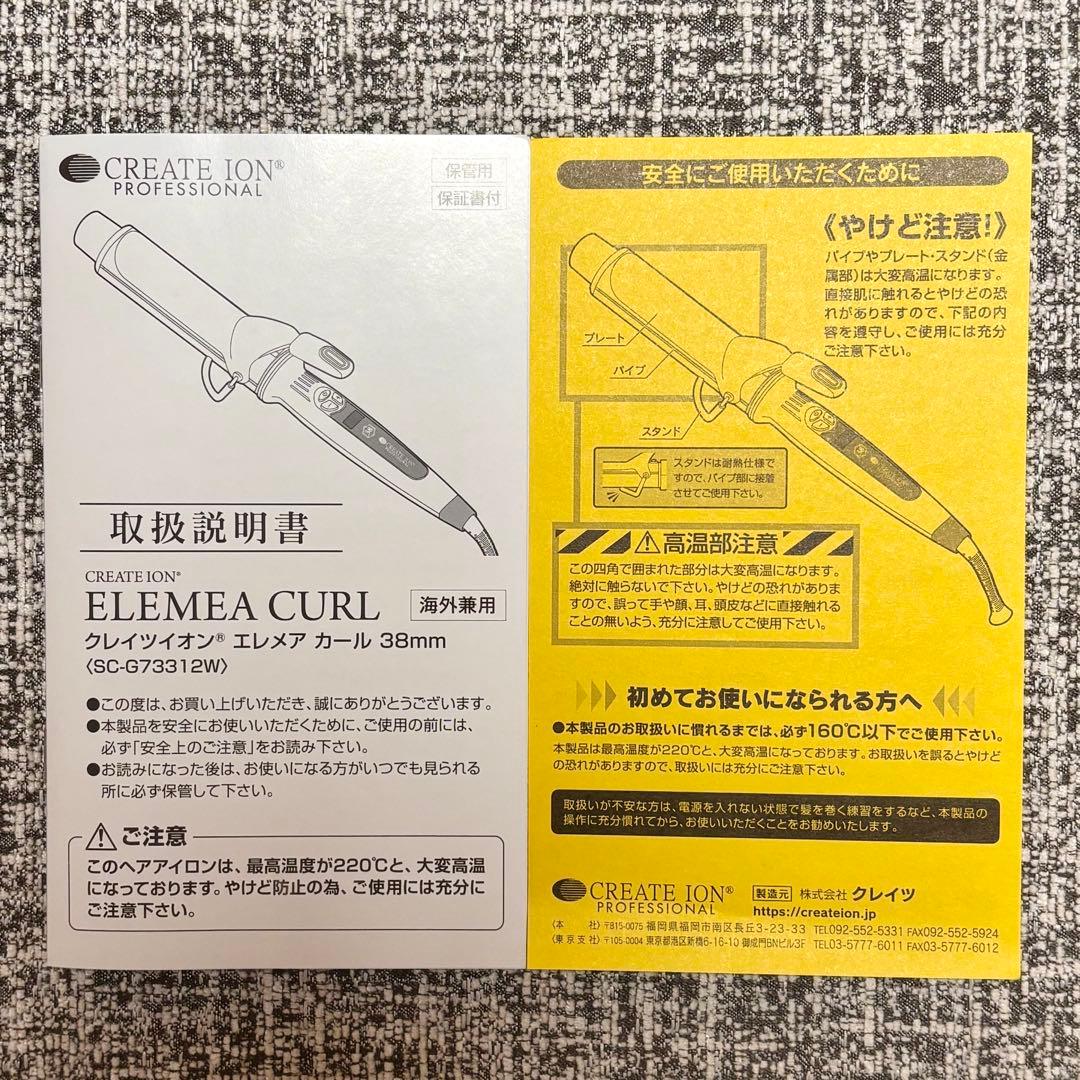 CREATE ION®
PROFESSIONAL
保管用
保証書付
CREATE ION
取扱説明書
CREATE ION®
ELEMEA CURL
海外兼用
クレイツイオン® エレメア カール 38mm
〈SC-G73312W〉
●この度は、お買い上げいただき、誠にありがとうございます。
●本製品を安全にお使いいただくために、ご使用の前には、
必ず「安全上のご注意」をお読み下さい。
●お読みになった後は、お使いになる方がいつでも見られる
所に必ず保管して下さい。
ご注意
このヘアアイロンは、最高温度が220℃と、大変高温
になっております。やけど防止の為、ご使用には充分に
ご注意下さい。
安全にご使用いただくために
《やけど注意!》
パイプやプレート・スタンド(金
属部)は大変高温になります。
直接肌に触れるとやけどの恐
れがありますので、下記の内
容を遵守し、ご使用には充分
ご注意下さい。
プレート
パイプ
スタンド
スタンドは耐熱仕様で
すので、パイプ部に接着
させてご使用下さい。
高温部注意
この四角で囲まれた部分は大変高温になります。
絶対に触らないで下さい。やけどの恐れがありま
すので、誤って手や顔、耳、頭皮などに直接触れる
ことの無いよう、充分に注意してご使用下さい。
初めてお使いになられる方へ
●本製品のお取扱いに慣れるまでは、必ず160℃以下でご使用下さい。
本製品は最高温度が220℃と、大変高温になっております。お取扱いを誤るとやけど
の恐れがありますので、取扱いには充分にご注意下さい。
取扱いが不安な方は、電源を入れない状態で髪を巻く練習をするなど、本製品の
操作に充分慣れてから、お使いいただくことをお勧めいたします。
CREATE ION®
PROFESSIONAL
製造元 株式会社 クレイツ
https://createion.jp
〈本 社〉〒815-0075 福岡県福岡市南区長丘3-23-33 TEL092-552-5331 FAX092-552-5924
〈東京支社〉〒105-0004 東京都港区新橋6-16-10 御成門BNビル3F TEL03-5777-6011 FAX03-5777-6012